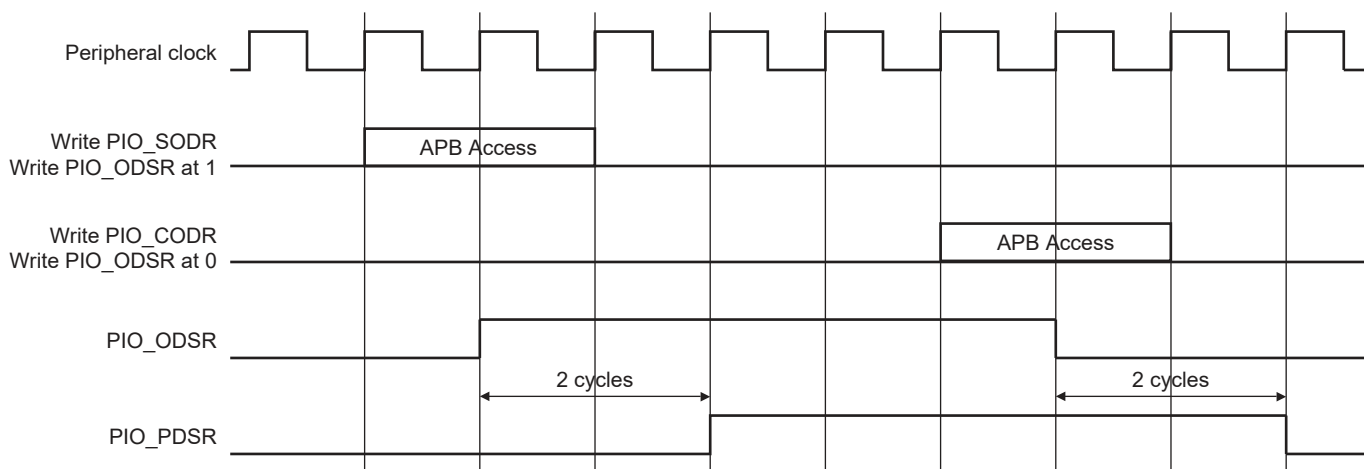 Peripheral clock
Write PIO_SODR
Write PIO_ODSR at 1
APB Access
Write PIO_CODR
Write PIO_ODSR at 0
APB Access
PIO_ODSR
2 cycles
2 cycles
PIO_PDSR